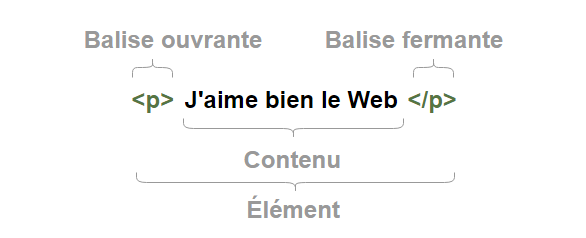 Balise ouvrante Balise fermante
<p> J'aime bien le Web </p>
Contenu
Élément